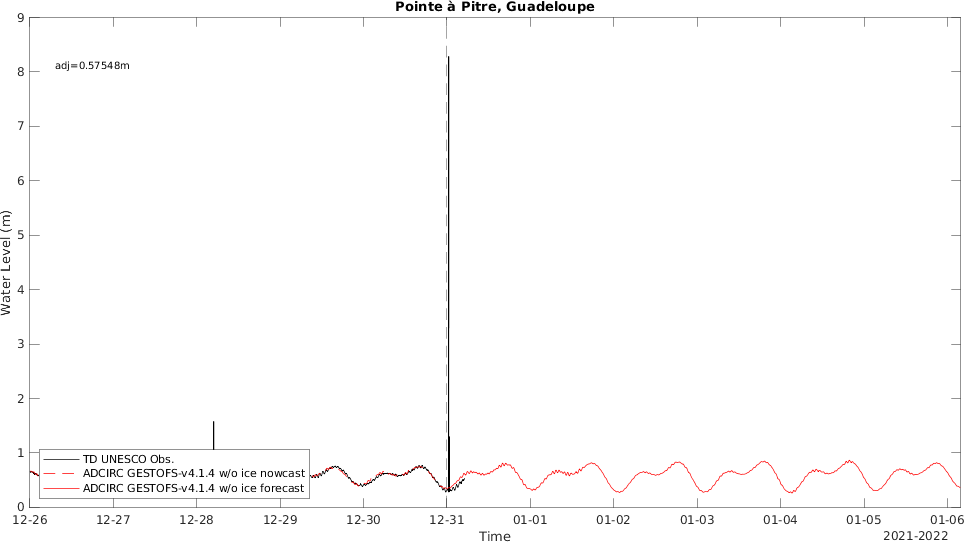 Pointe à Pitre, Guadeloupe
adj=0.57548m
Water Level (m)
9
8
7
6
5
4
3
2
1
0
TD UNESCO Obs.
ADCIRC GESTOFS-v4.1.4 w/o ice nowcast
ADCIRC GESTOFS-v4.1.4 w/o ice forecast
12-26 12-27 12-28 12-29 12-30 12-31 01-01 01-02 01-03 01-04 01-05 01-06
Time
2021-2022